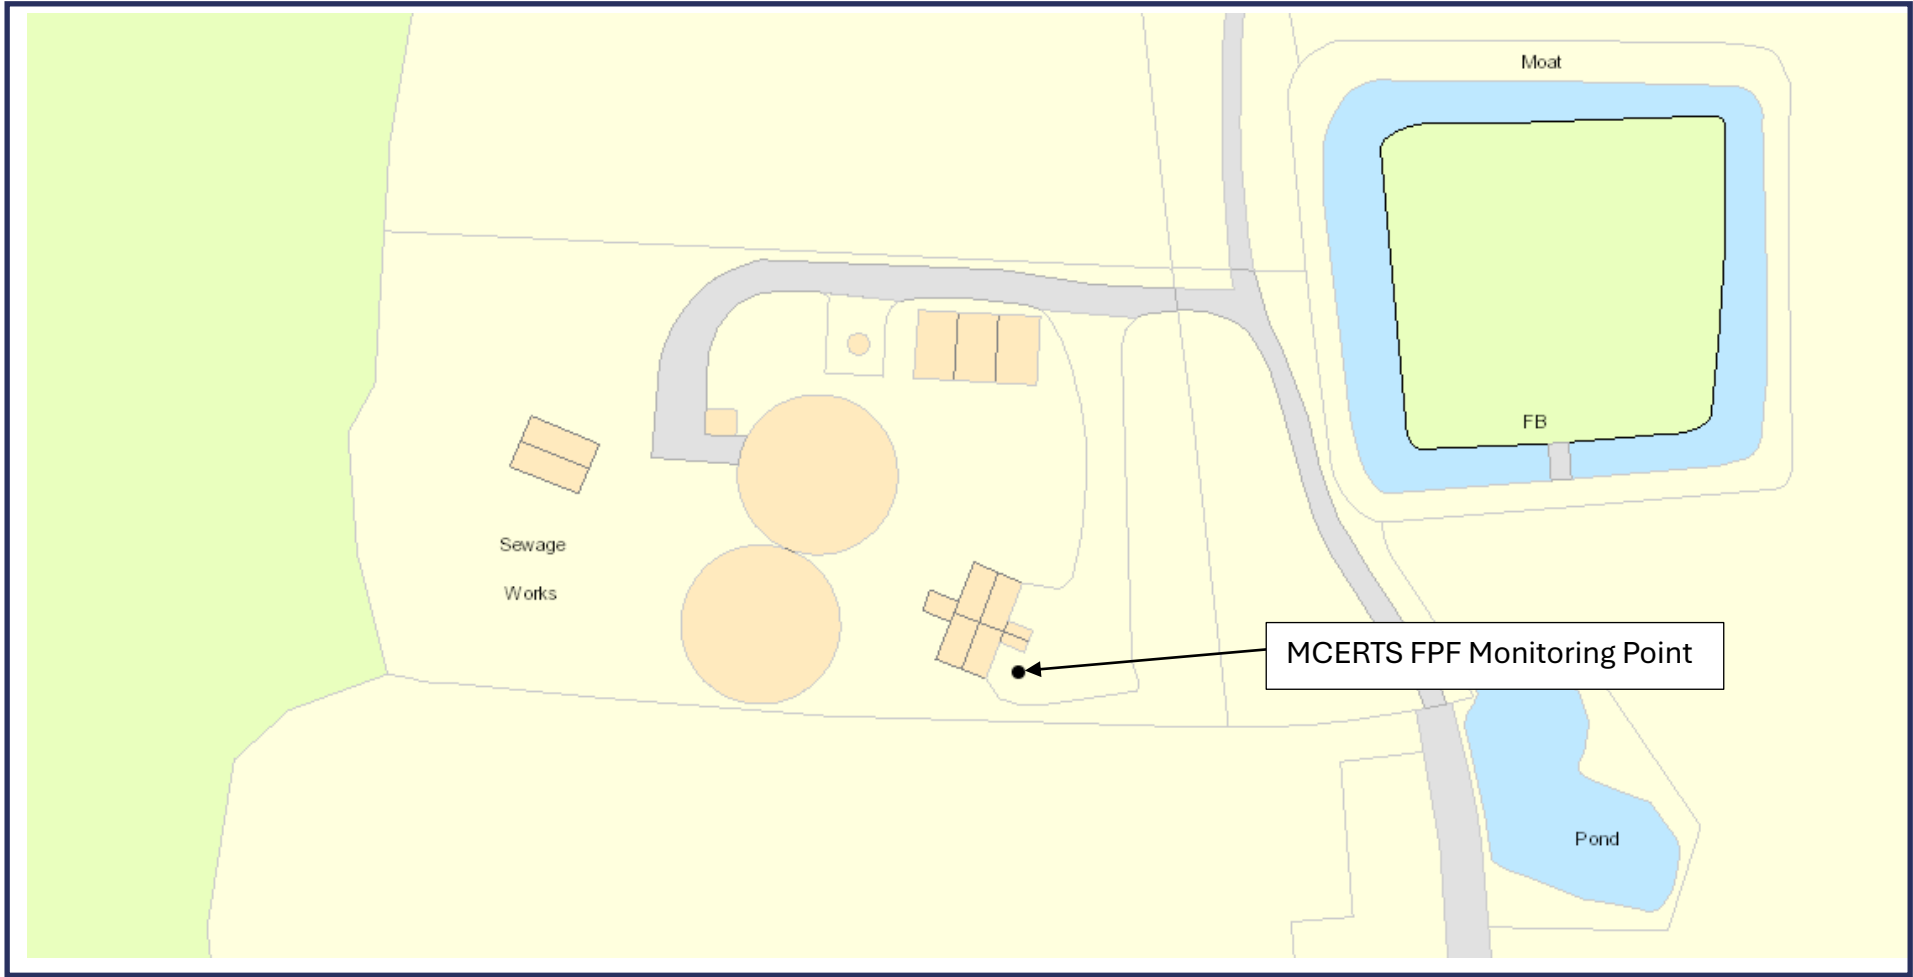 Moat
FB
Sewage
Works
MCERTS FPF Monitoring Point
Pond